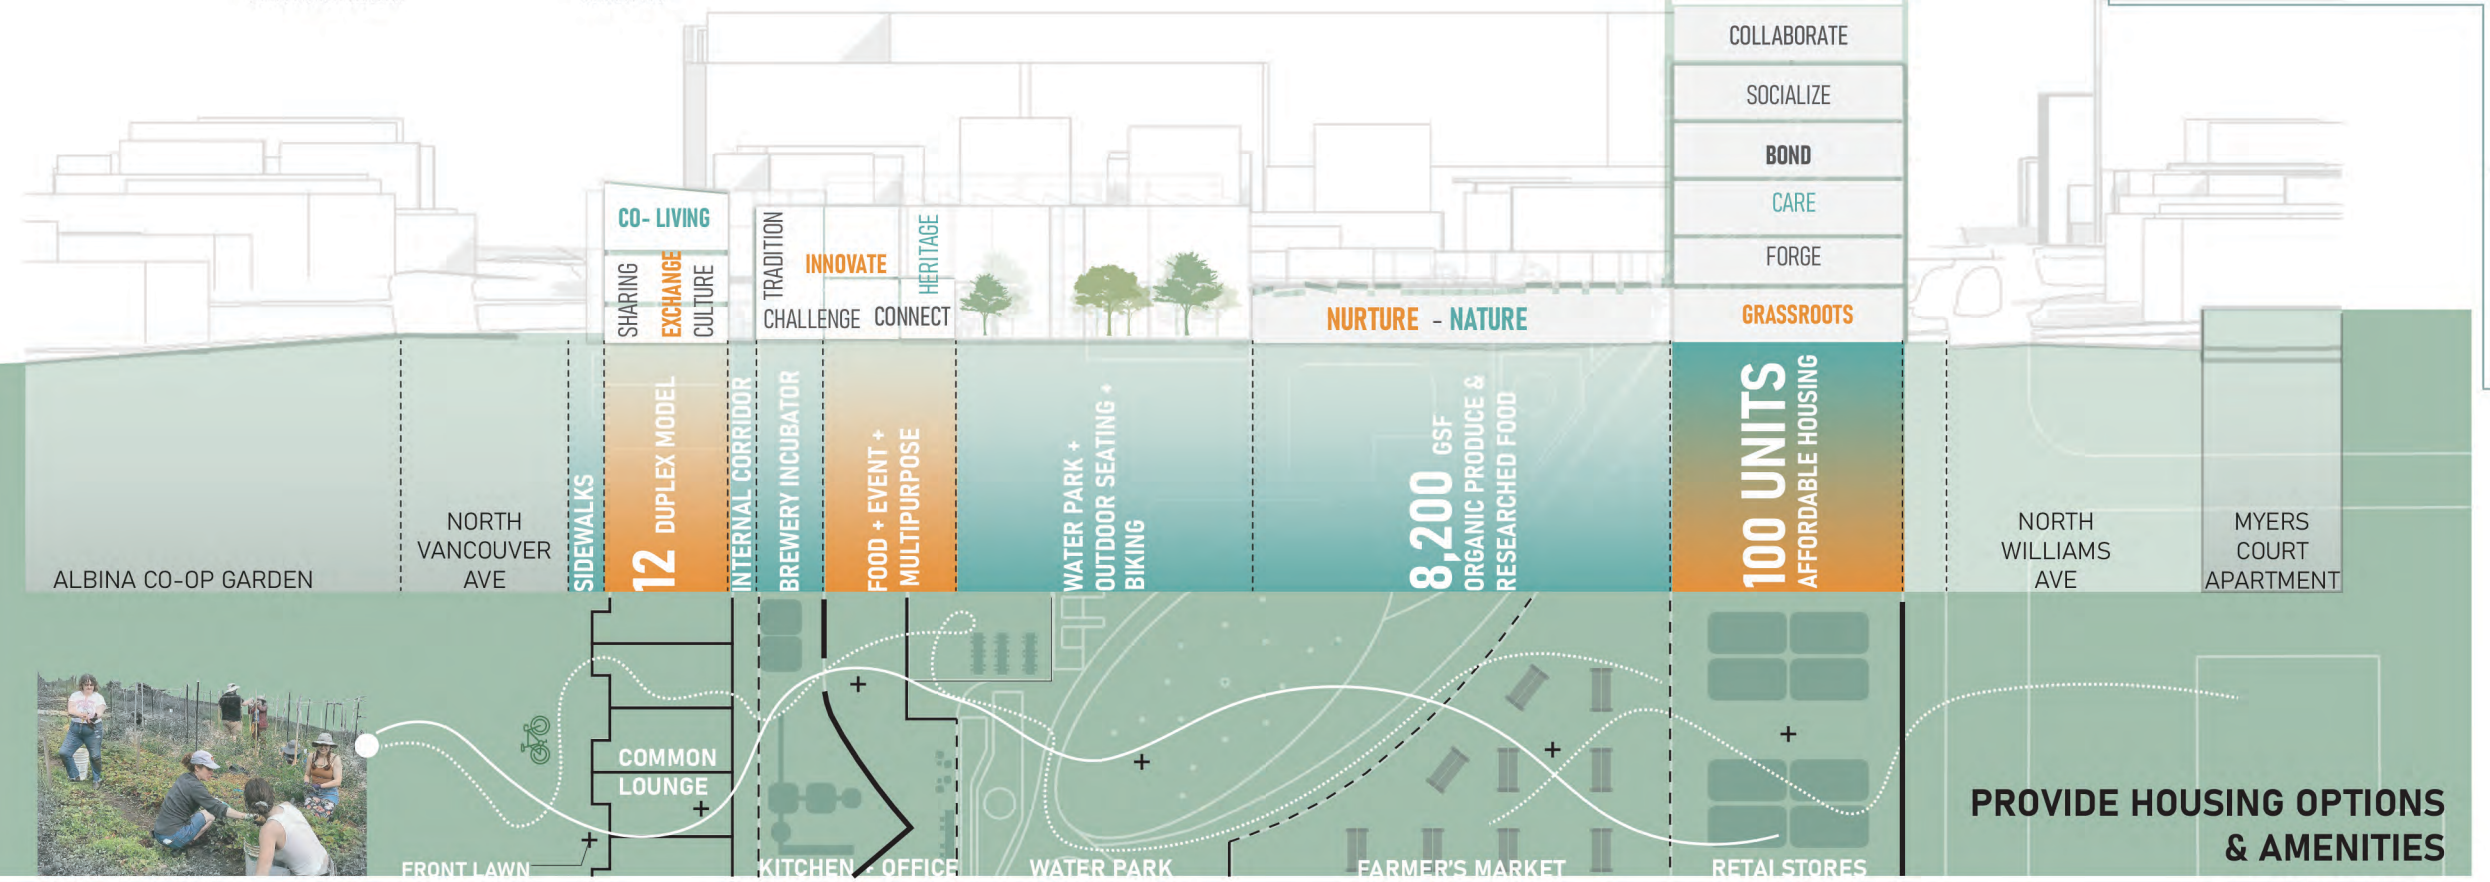 COLLABORATE
SOCIALIZE
BOND
CARE
FORGE
GRASSROOTS
CO- LIVING
SHARING
EXCHANGE
CULTURE
TRADITION
INNOVATE
HERITAGE
CHALLENGE
CONNECT
NURTURE - NATURE
ALBINA CO-OP GARDEN
NORTH
VANCOUVER
AVE
SIDEWALKS
12 DUPLEX MODEL
INTERNAL CORRIDOR
BREWERY INCUBATOR
FOOD + EVENT +
MULTIPURPOSE
WATER PARK +
OUTDOOR SEATING +
BIKING
8,200 GSF
ORGANIC PRODUCE &
RESEARCHED FOOD
100 UNITS
AFFORDABLE HOUSING
NORTH
WILLIAMS
AVE
MYERS
COURT
APARTMENT
COMMON
LOUNGE
FRONT LAWN
KITCHEN + OFFICE
WATER PARK
FARMER'S MARKET
RETAI STORES
PROVIDE HOUSING OPTIONS
& AMENITIES